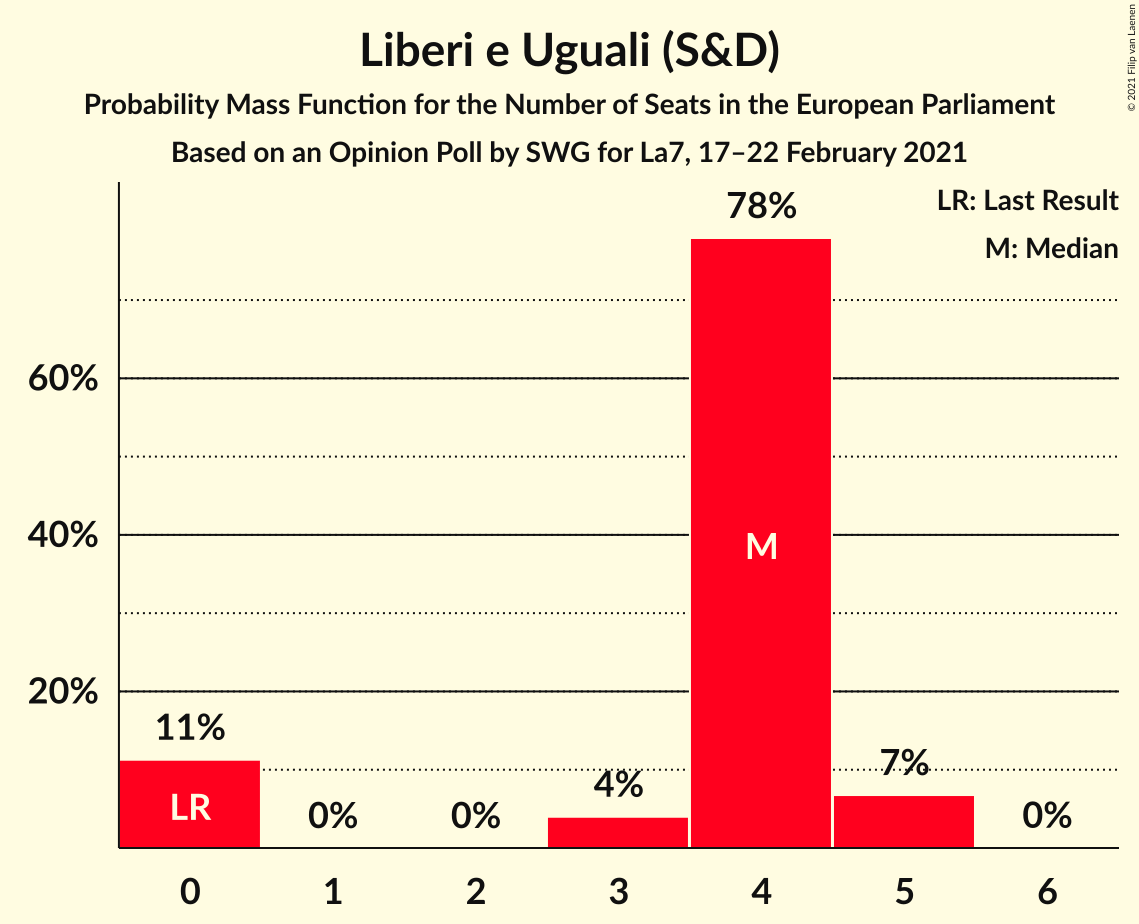 Liberi e Uguali (S&D)
Probability Mass Function for the Number of Seats in the European Parliament
Based on an Opinion Poll by SWG for La7, 17–22 February 2021
© 2021 Filip van Laenen
LR: Last Result
M: Median
78%
60%
40%
20%
M
11%
LR
0%
0%
4%
7%
0%
0 1 2 3 4 5 6